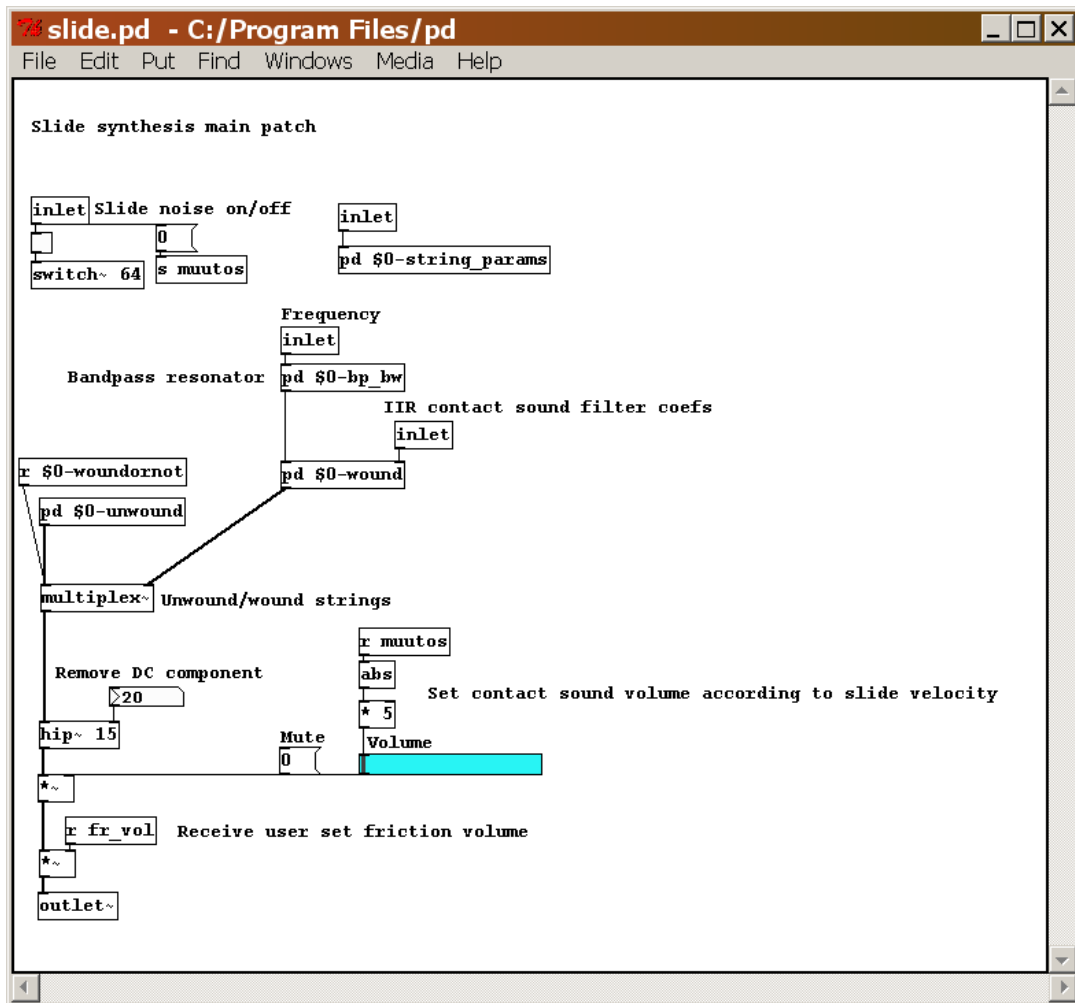 slide.pd - C:/Program Files/pd
File Edit Put Find Windows Media Help
Slide synthesis main patch
inlet Slide noise on/off
inlet
0
switch~ 64
s muutos
pd $0-string_params
Frequency
inlet
Bandpass resonator
pd $0-bp_bw
IIR contact sound filter coefs
inlet
r $0-woundornot
pd $0-wound
pd $0-unwound
multiplex~ Unwound/wound strings
r muutos
Remove DC component
abs
20
Set contact sound volume according to slide velocity
* 5
hip~ 15
Mute
Volume
0
*~
r fr_vol
Receive user set friction volume
*~
outlet~